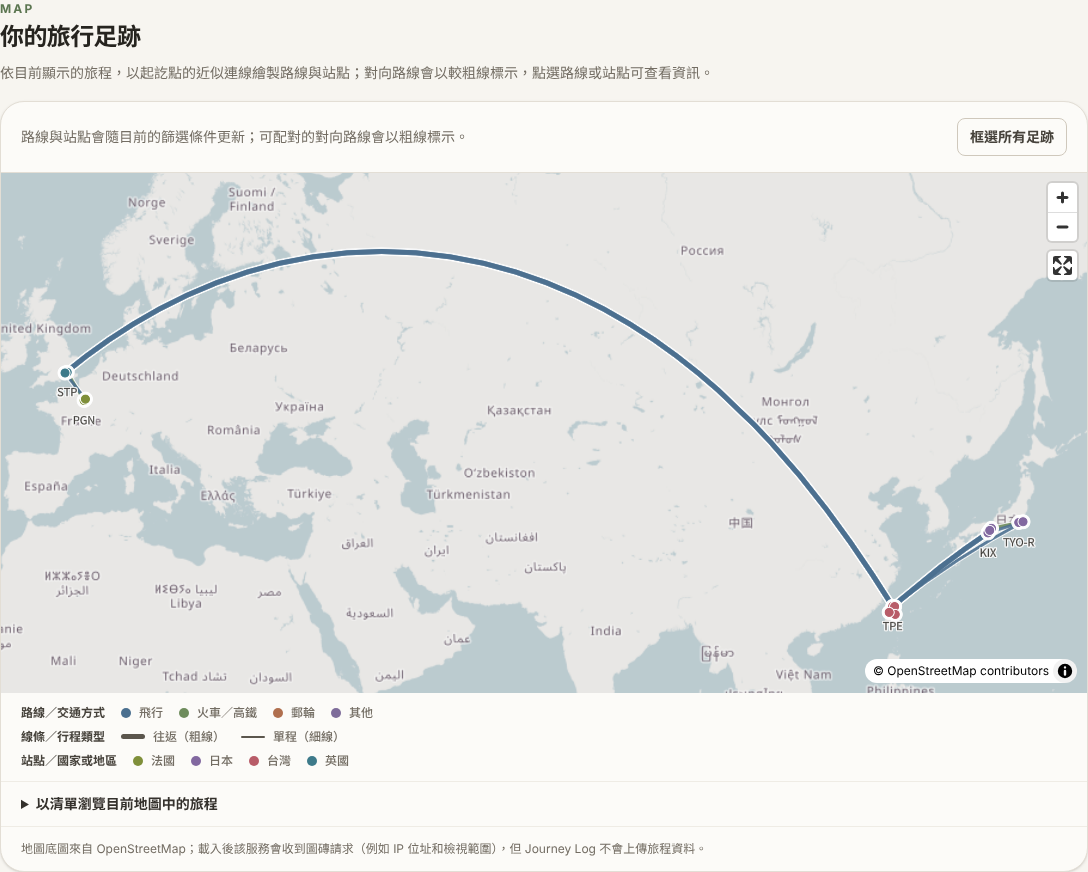 MAP
你的旅行足跡
依目前顯示的旅程，以起訖點的近似連線繪製路線與站點；對向路線會以較粗線標示，點選路線或站點可查看資訊。
路線與站點會隨目前的篩選條件更新；可配對的對向路線會以粗線標示。
框選所有足跡
Suomi /
Finland
Norge
Sverige
Россия
nited Kingdom
Беларусь
Deutschland
STP
PGN
Україна
România
Қазақстан
Монгол
Italia
España
Ελλάς
Türkiye
Oʻzbekiston
Türkmenistan
中国
KIX
TYO-R
العراق
ایران
افغانستان
پاکستان
ⵍⵣⵣⴰⵢⴻⵔ
الجزائر
ⵍⵉⴱⵢⴰ ليبيا
Libya
مصر
السعودية
عمان
India
TPE
Mali
Niger
Tchad تشاد
السودان
اليمن
Việt Nam
Philippines
© OpenStreetMap contributors
路線／交通方式 飛行 火車／高鐵 郵輪 其他
線條／行程類型 往返（粗線） 單程（細線）
站點／國家或地區 法國 日本 台灣 英國
以清單瀏覽目前地圖中的旅程
地圖底圖來自 OpenStreetMap；載入後該服務會收到圖磚請求（例如 IP 位址和檢視範圍），但 Journey Log 不會上傳旅程資料。